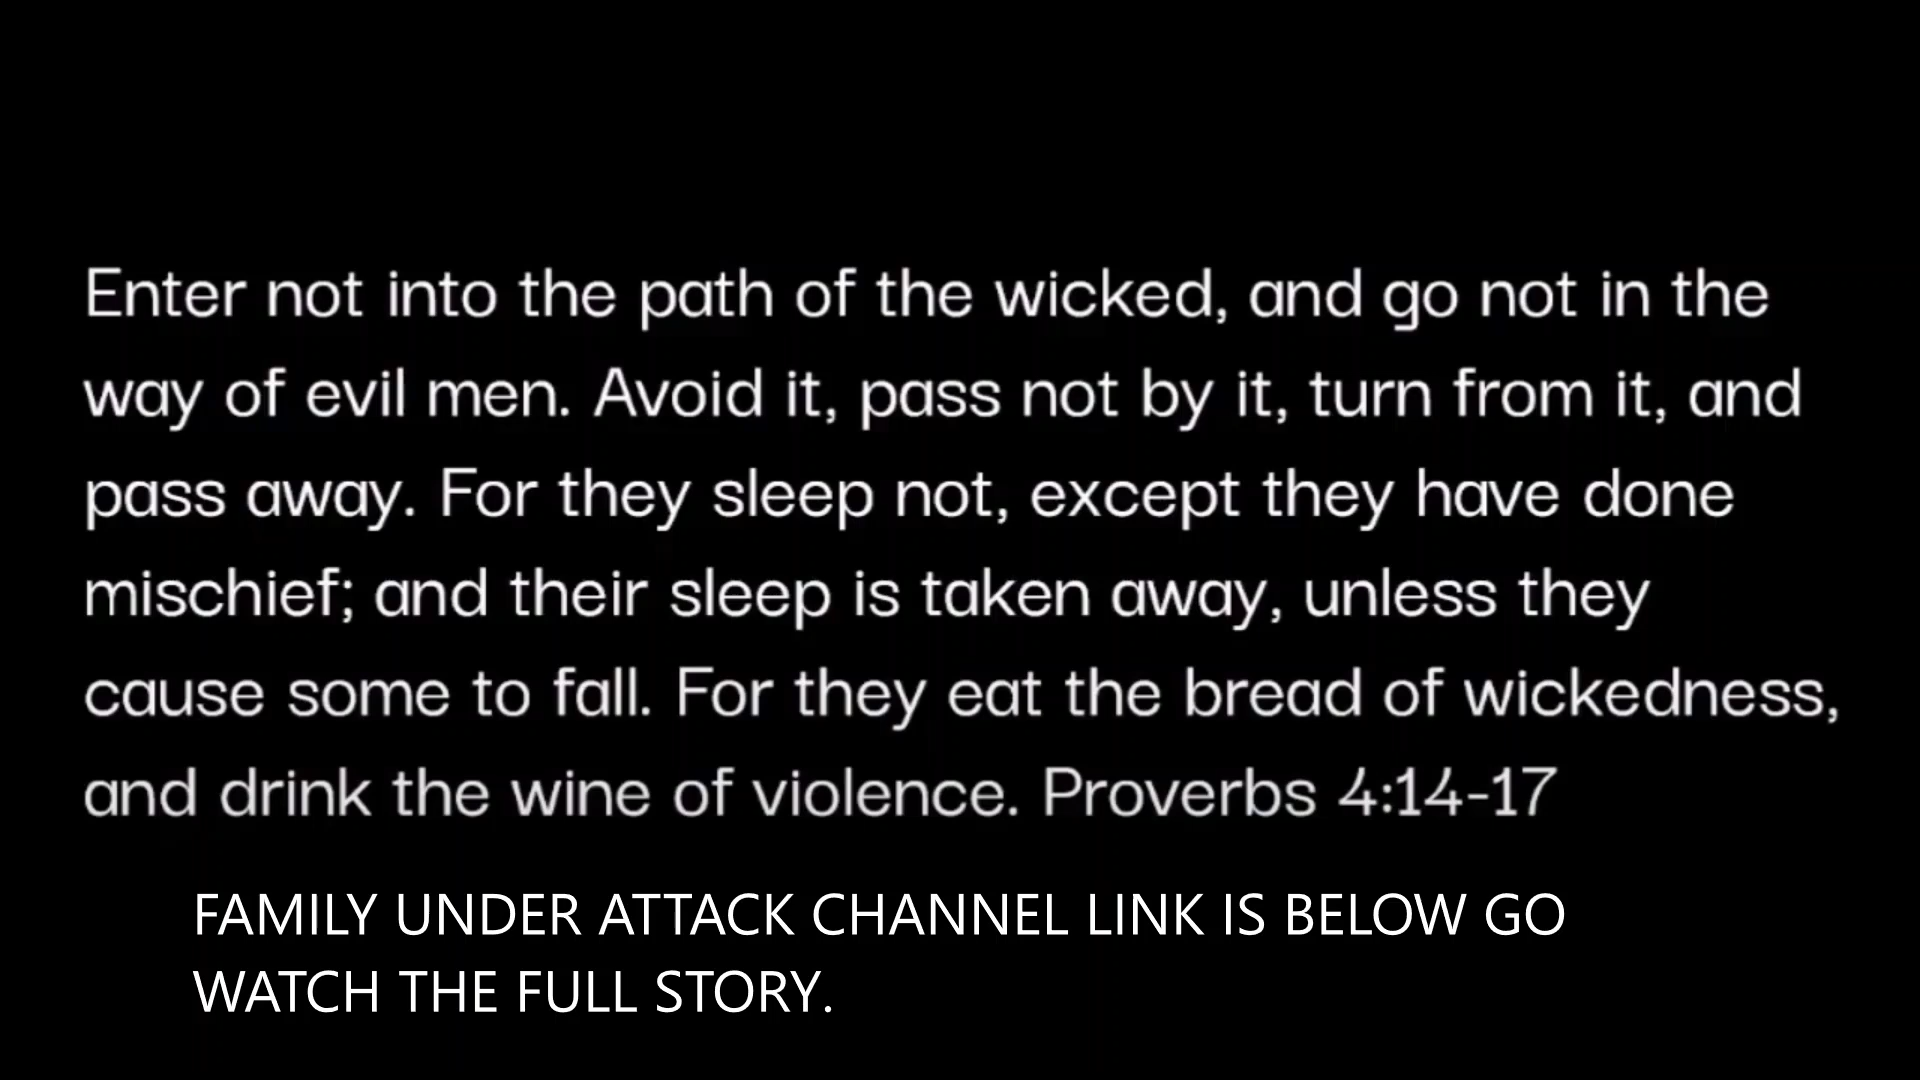 Enter not into the path of the wicked, and go not in the
way of evil men. Avoid it, pass not by it, turn from it, and
pass away. For they sleep not, except they have done
mischief; and their sleep is taken away, unless they
cause some to fall. For they eat the bread of wickedness,
and drink the wine of violence. Proverbs 4:14-17
FAMILY UNDER ATTACK CHANNEL LINK IS BELOW GO
WATCH THE FULL STORY.